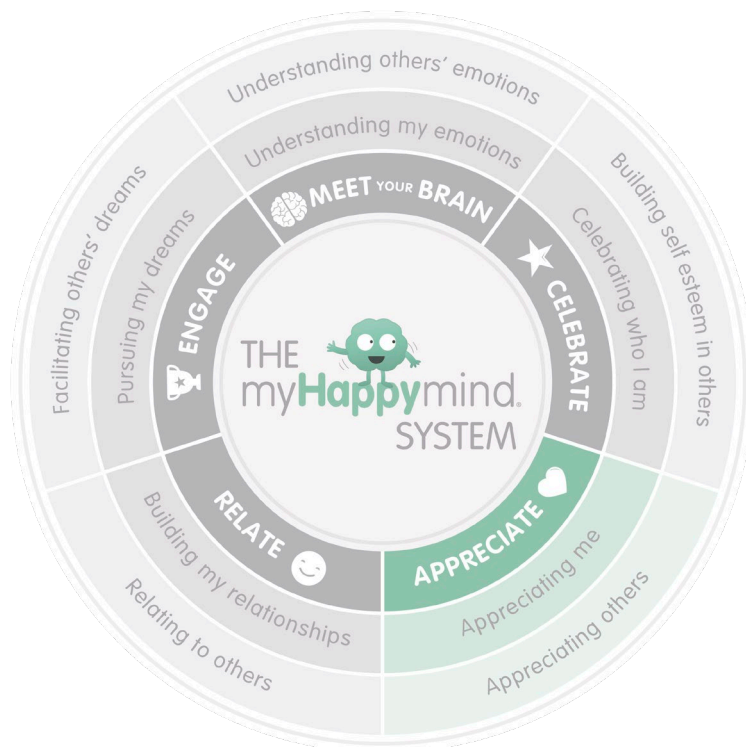 Understanding others' emotions
Understanding my emotions
MEET YOUR BRAIN
Building self esteem in others
Celebrating who I am
CELEBRATE
Appreciating others
Appreciating me
APPRECIATE
Relating to others
Building my relationships
RELATE
Facilitating others' dreams
Pursuing my dreams
ENGAGE
THE
myHappymind.
SYSTEM